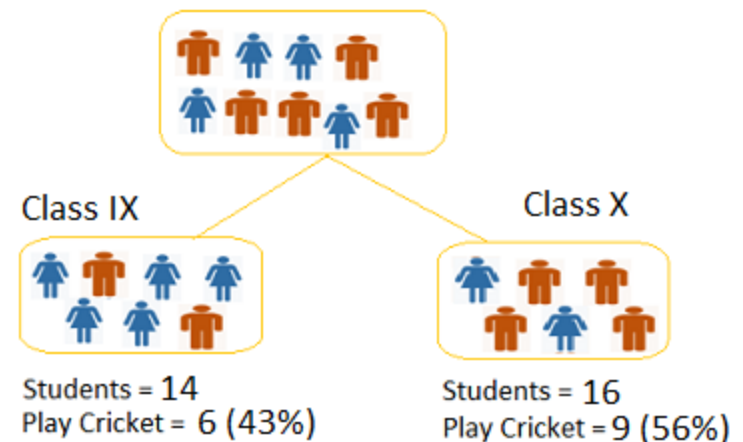 Class IX
Class X
Students = 14
Play Cricket = 6 (43%)
Students = 16
Play Cricket = 9 (56%)